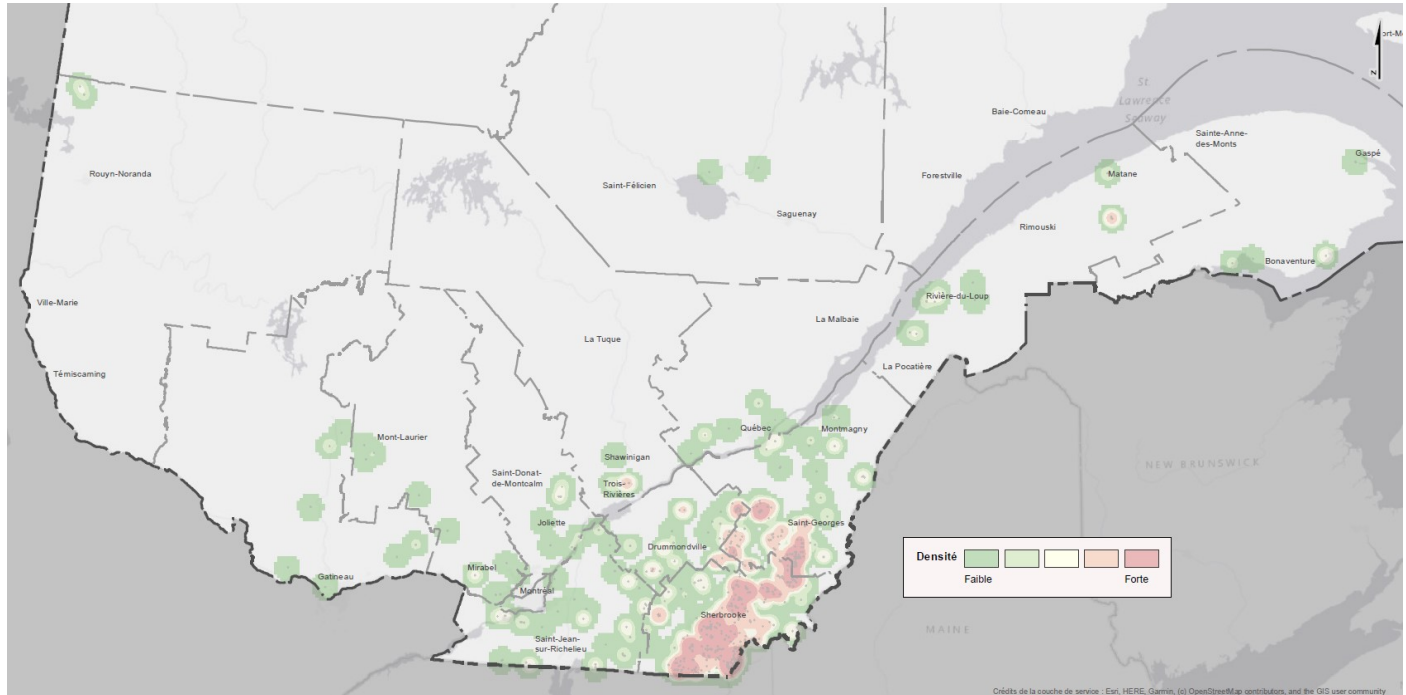 ort-M
St.
Lawrence
Seaway
Baie-Comeau
Sainte-Anne-
des-Monts
Gaspé
Rouyn-Noranda
Saint-Félicien
Forestville
Matane
Saguenay
Rimouski
Bonaventure
Ville-Marie
Rivière-du-Loup
La Malbaie
La Tuque
Témiscaming
La Pocatière
Québec
Montmagny
Mont-Laurier
Shawinigan
NEW BRUNSWICK
Saint-Donat-
de-Montcalm
Trois-
Rivières
Joliette
Saint-Georges
Drummondville
Densité
Faible
Forte
Mirabel
Gatineau
Montréal
Sherbrooke
MAINE
Saint-Jean-
sur-Richelieu
N
Crédits de la couche de service : Esri, HERE, Garmin, (c) OpenStreetMap contributors, and the GIS user community